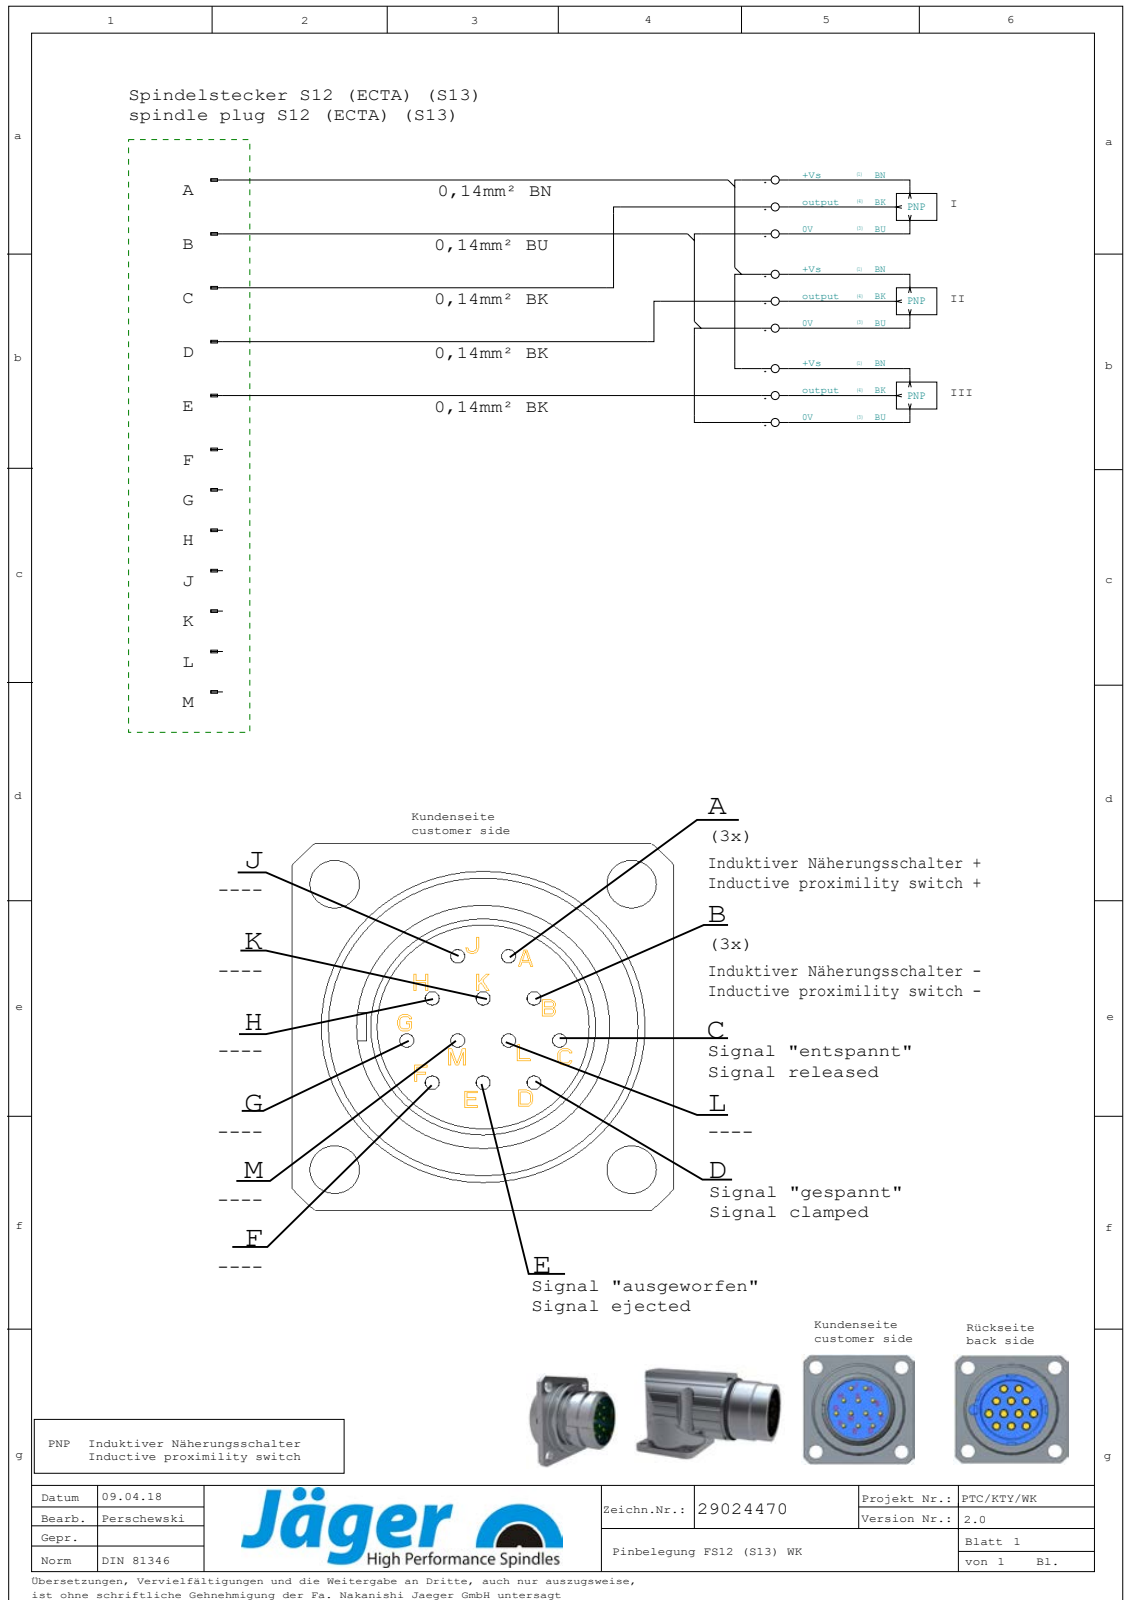 1 2 3 4 5 6
Spindelstecker S12 (ECTA) (S13)
spindle plug S12 (ECTA) (S13)
a a
A 0,14mm² BN
B 0,14mm² BU
C 0,14mm² BK
D 0,14mm² BK
E 0,14mm² BK
F
G
H
J
K
L
M
+Vs BN
output BK PNP I
0V BU
+Vs BN
output BK PNP II
0V BU
+Vs BN
output BK PNP III
0V BU
b b
c c
d d
e e
f f
g g
Kundenseite
customer side
A
(3x)
Induktiver Näherungsschalter +
Inductive proximility switch +
B
(3x)
Induktiver Näherungsschalter -
Inductive proximility switch -
C
Signal "entspannt"
Signal released
L
----
D
Signal "gespannt"
Signal clamped
E
Signal "ausgeworfen"
Signal ejected
J
----
K
----
H
----
G
----
M
----
F
----
J A
H K B
G M L C
F E D
Kundenseite
customer side
Rückseite
back side
PNP Induktiver Näherungsschalter
Inductive proximility switch
Datum 09.04.18
Bearb. Perschewski
Gepr.
Norm DIN 81346
Jäger
High Performance Spindles
Zeichn.Nr.: 29024470
Pinbelegung FS12 (S13) WK
Projekt Nr.: PTC/KTY/WK
Version Nr.: 2.0
Blatt 1
von 1 Bl.
Übersetzungen, Vervielfältigungen und die Weitergabe an Dritte, auch nur auszugsweise,
ist ohne schriftliche Gehnehmigung der Fa. Nakanishi Jaeger GmbH untersagt